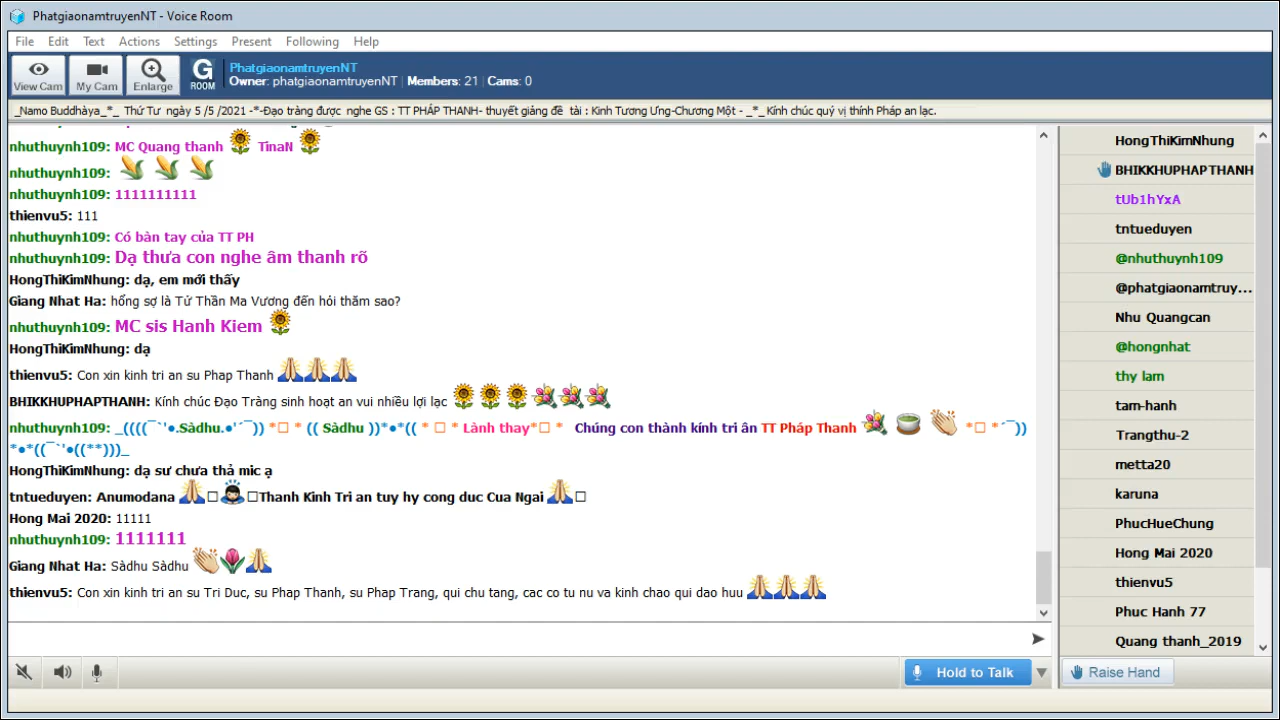 PhatgiaonamtruyenNT - Voice Room
File Edit Text Actions Settings Present Following Help
View Cam My Cam Enlarge G ROOM PhatgiaonamtruyenNT
Owner: phatgiaonamtruyenNT | Members: 21 | Cams: 0
_Namo Buddhàya_*_ Thứ Tư ngày 5 /5 /2021 -*-Đạo tràng được nghe GS : TT PHÁP THANH- thuyết giảng đề tài : Kinh Tương Ưng-Chương Một - _*_ Kính chúc quý vị thính Pháp an lạc.
nhuthuynh109: MC Quang thanh TinaN
nhuthuynh109:
nhuthuynh109: 1111111111
thienvu5: 111
nhuthuynh109: Có bàn tay của TT PH
nhuthuynh109: Dạ thưa con nghe âm thanh rõ
HongThiKimNhung: dạ, em mới thấy
Giang Nhat Ha: hổng sợ là Tử Thần Ma Vương đến hỏi thăm sao?
nhuthuynh109: MC sis Hanh Kiem
HongThiKimNhung: dạ
thienvu5: Con xin kinh tri an su Phap Thanh
BHIKKHUPHAPTHANH: Kính chúc Đạo Tràng sinh hoạt an vui nhiều lợi lạc
nhuthuynh109: _((((¯`'●.Sàdhu.●'´¯)) *□ * (( Sàdhu ))*●*(( * □ * Lành thay*□ * Chúng con thành kính tri ân TT Pháp Thanh *□ *´¯))
*●*((¯`'●((**)))_
HongThiKimNhung: dạ sư chưa thả mic ạ
tntueduyen: Anumodana □ □Thanh Kinh Tri an tuy hy cong duc Cua Ngai □
Hong Mai 2020: 11111
nhuthuynh109: 1111111
Giang Nhat Ha: Sàdhu Sàdhu
thienvu5: Con xin kinh tri an su Tri Duc, su Phap Thanh, su Phap Trang, qui chu tang, cac co tu nu va kinh chao qui dao huu
Hold to Talk
HongThiKimNhung
BHIKKHUPHAPTHANH
tUb1hYxA
tntueduyen
@nhuthuynh109
@phatgiaonamtruy...
Nhu Quangcan
@hongnhat
thy lam
tam-hanh
Trangthu-2
metta20
karuna
PhucHueChung
Hong Mai 2020
thienvu5
Phuc Hanh 77
Quang thanh_2019
Raise Hand